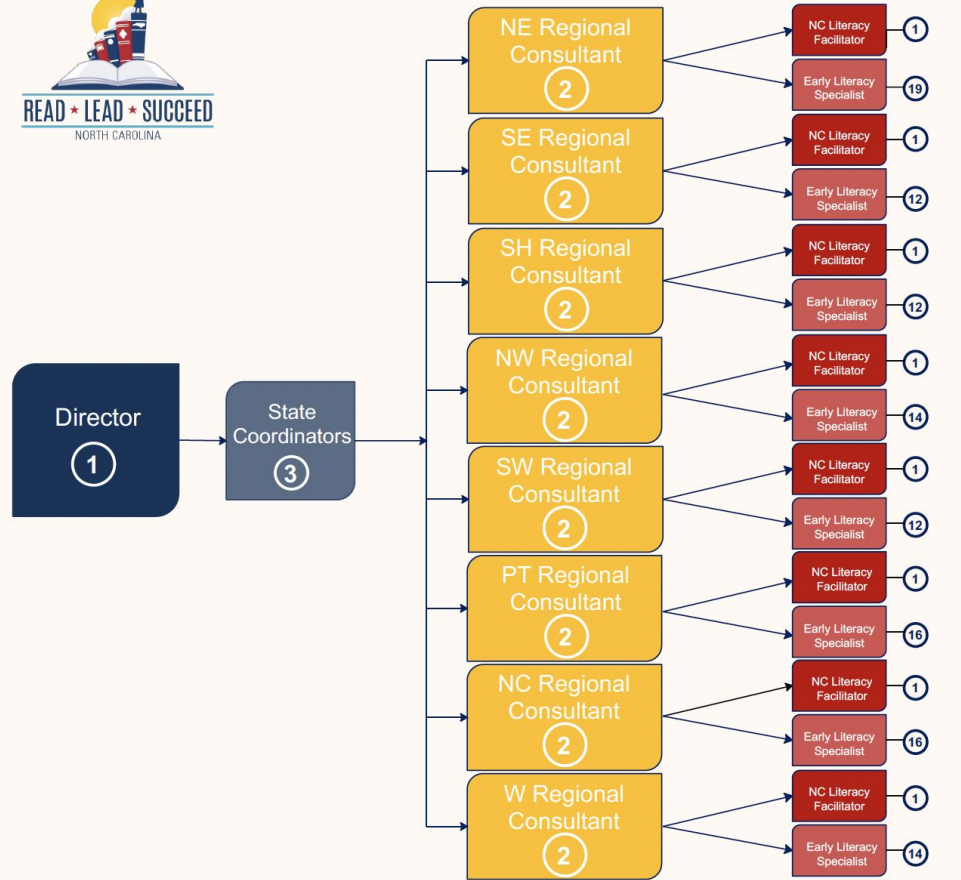 READ ★ LEAD ★ SUCCEED
NORTH CAROLINA
Director
1
State
Coordinators
3
NE Regional
Consultant
2
NC Literacy
Facilitator
1
Early Literacy
Specialist
19
SE Regional
Consultant
2
NC Literacy
Facilitator
1
Early Literacy
Specialist
12
SH Regional
Consultant
2
NC Literacy
Facilitator
1
Early Literacy
Specialist
12
NW Regional
Consultant
2
NC Literacy
Facilitator
1
Early Literacy
Specialist
14
SW Regional
Consultant
2
NC Literacy
Facilitator
1
Early Literacy
Specialist
12
PT Regional
Consultant
2
NC Literacy
Facilitator
1
Early Literacy
Specialist
16
NC Regional
Consultant
2
NC Literacy
Facilitator
1
Early Literacy
Specialist
16
W Regional
Consultant
2
NC Literacy
Facilitator
1
Early Literacy
Specialist
14